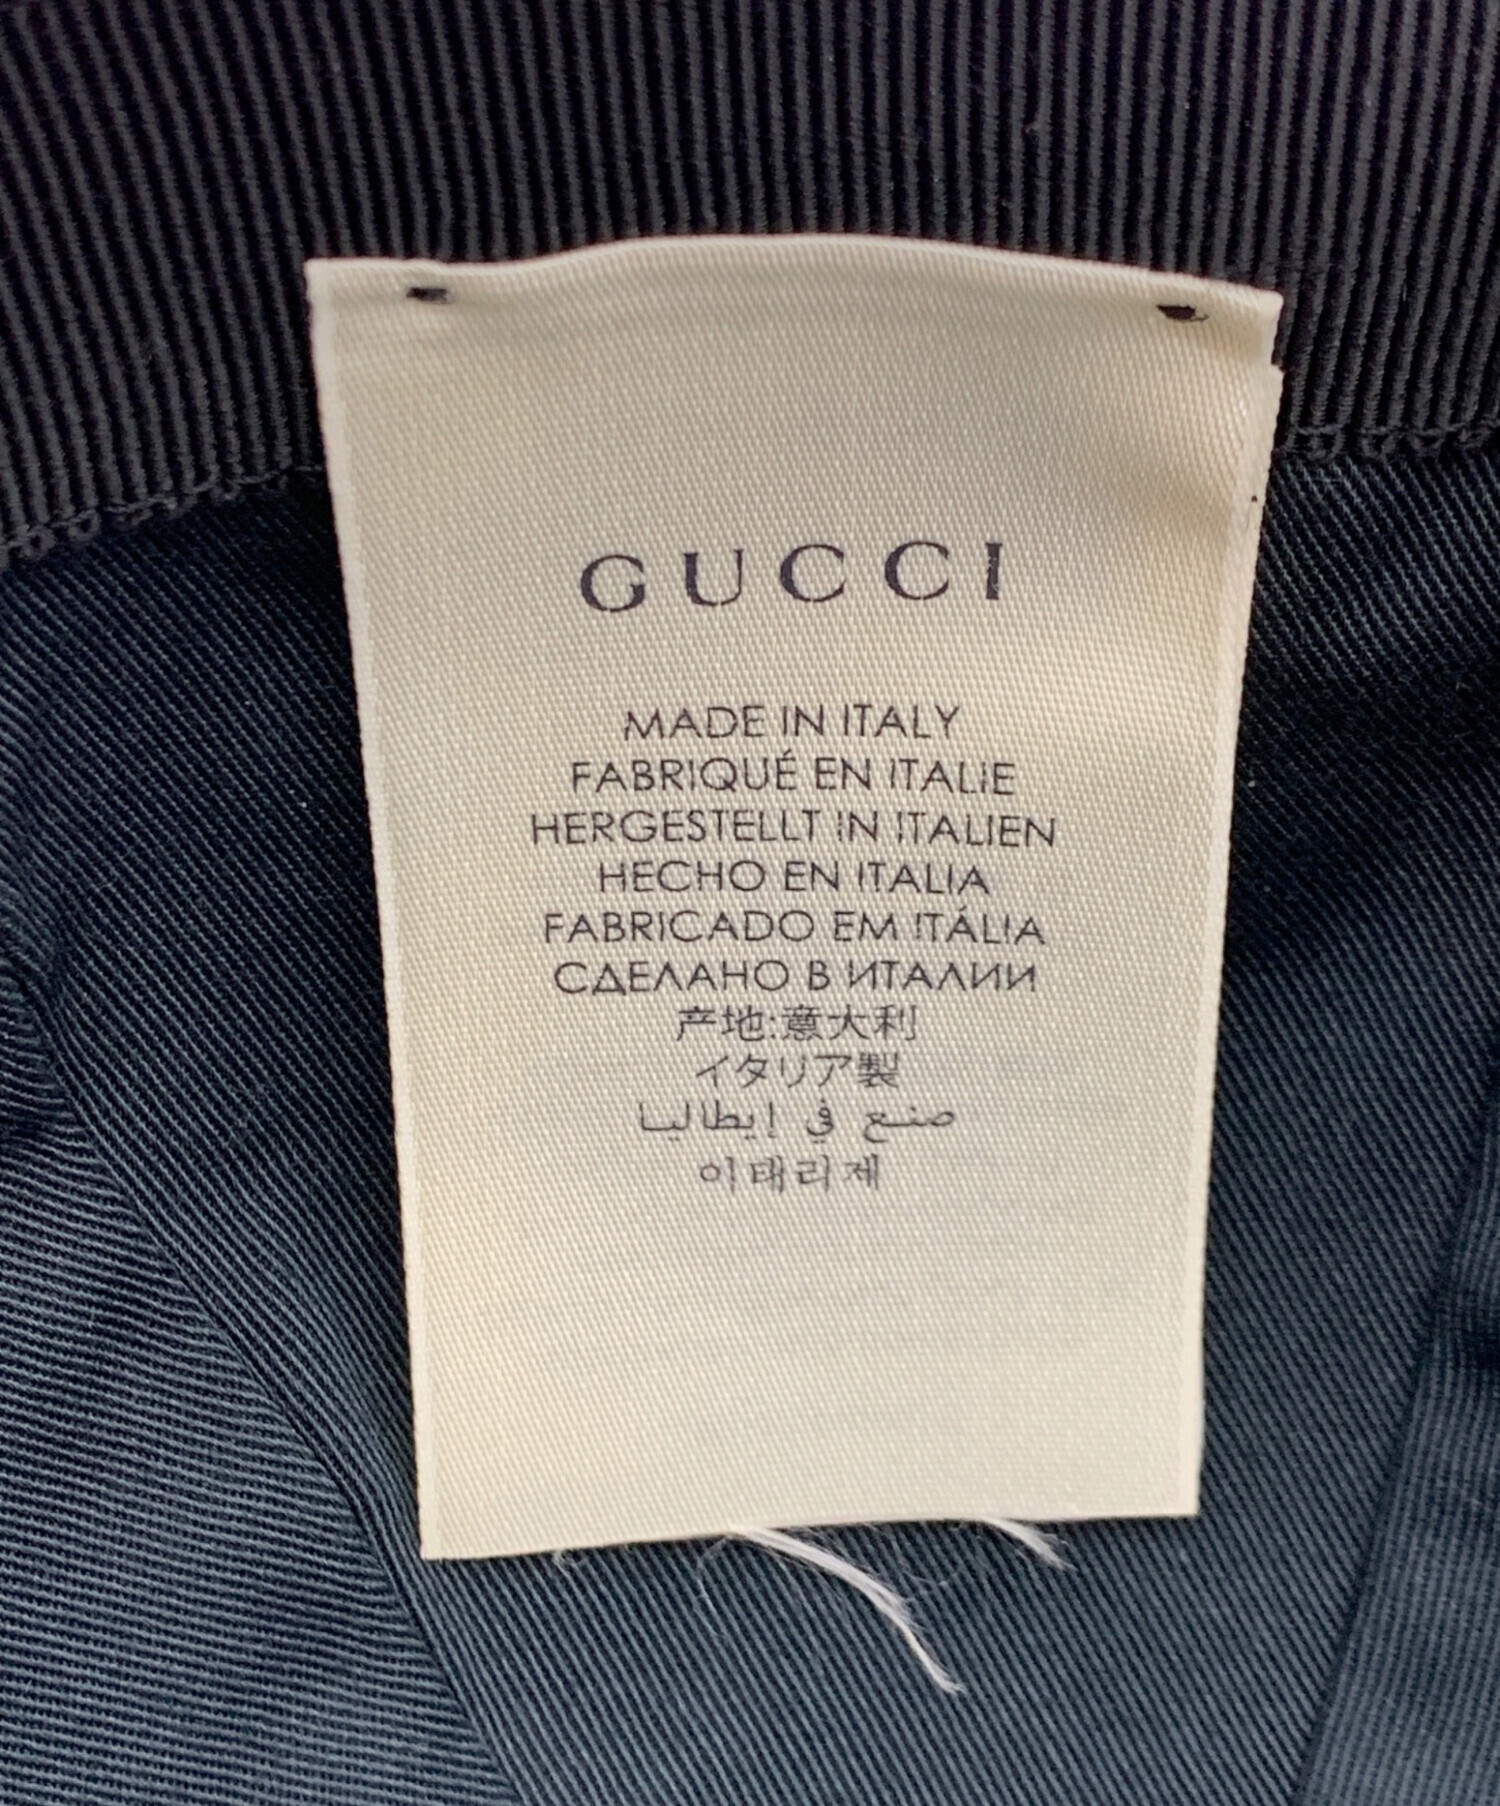 GUCCI
MADE IN ITALY
FABRIQUÉ EN ITALIE
HERGESTELLT IN ITALIEN
HECHO EN ITALIA
FABRICADO EM ITÁLIA
СДЕЛАНО В ИТАЛИИ
产地:意大利
イタリア製
صنع في إيطاليا
이태리제